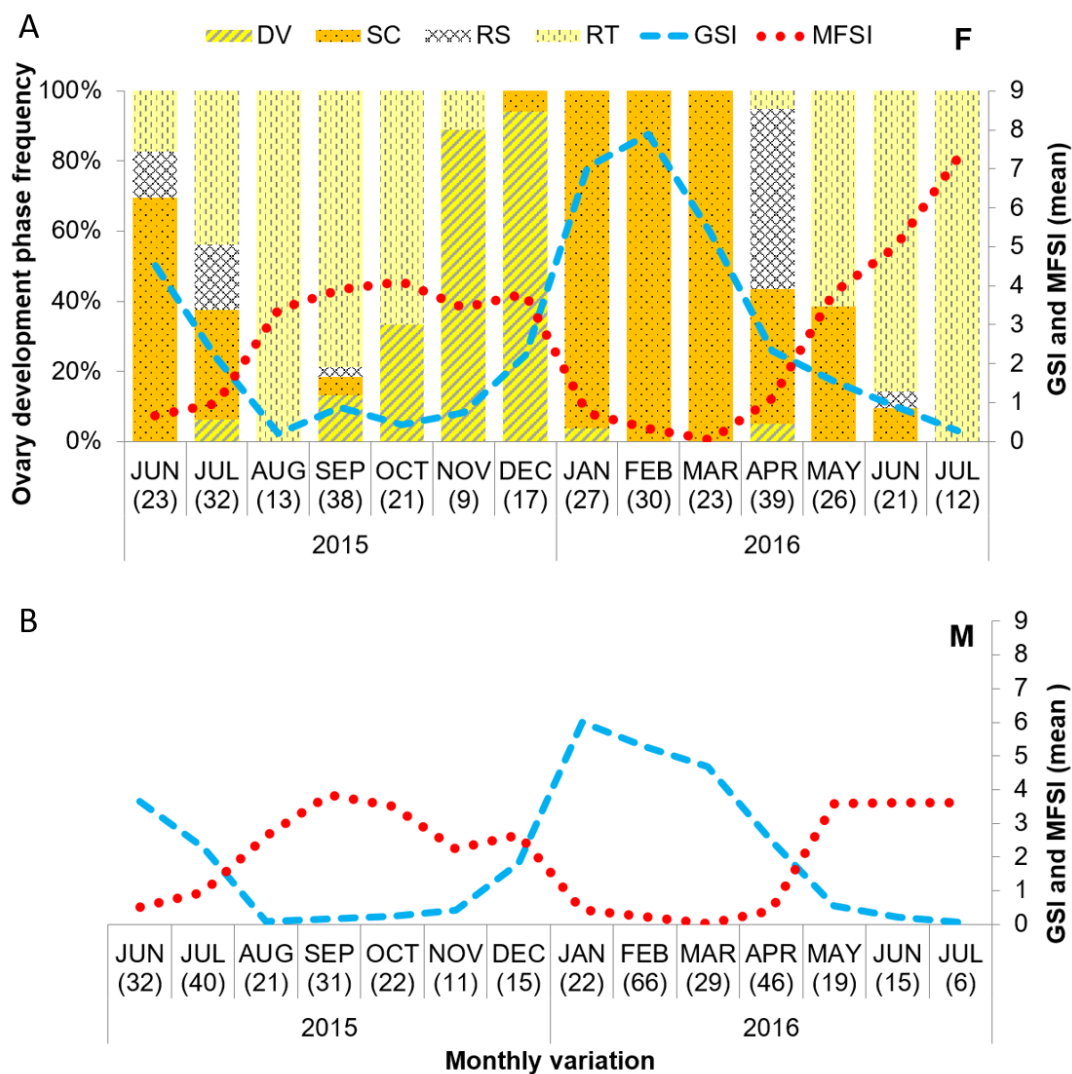 A
DV SC RS RT GSI MFSI F
100% 9
8
80% 7
6
60% 5
40% 4
3
20% 2
1
0% 0
Ovary development phase frequency
GSI and MFSI (mean)
JUN JUL AUG SEP OCT NOV DEC JAN FEB MAR APR MAY JUN JUL
(23) (32) (13) (38) (21) (9) (17) (27) (30) (23) (39) (26) (21) (12)
2015 2016
B
M
9
8
7
6
5
4
3
2
1
0
GSI and MFSI (mean )
JUN JUL AUG SEP OCT NOV DEC JAN FEB MAR APR MAY JUN JUL
(32) (40) (21) (31) (22) (11) (15) (22) (66) (29) (46) (19) (15) (6)
2015 2016
Monthly variation